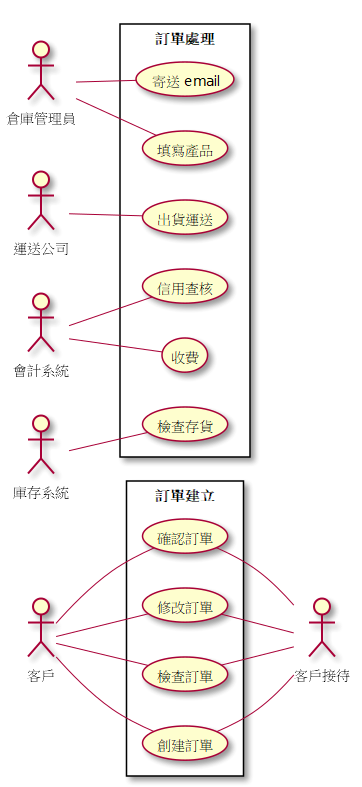 訂單處理
寄送 email
倉庫管理員
填寫產品
出貨運送
運送公司
信用查核
收費
會計系統
檢查存貨
庫存系統
訂單建立
確認訂單
修改訂單
檢查訂單
客戶
客戶接待
創建訂單